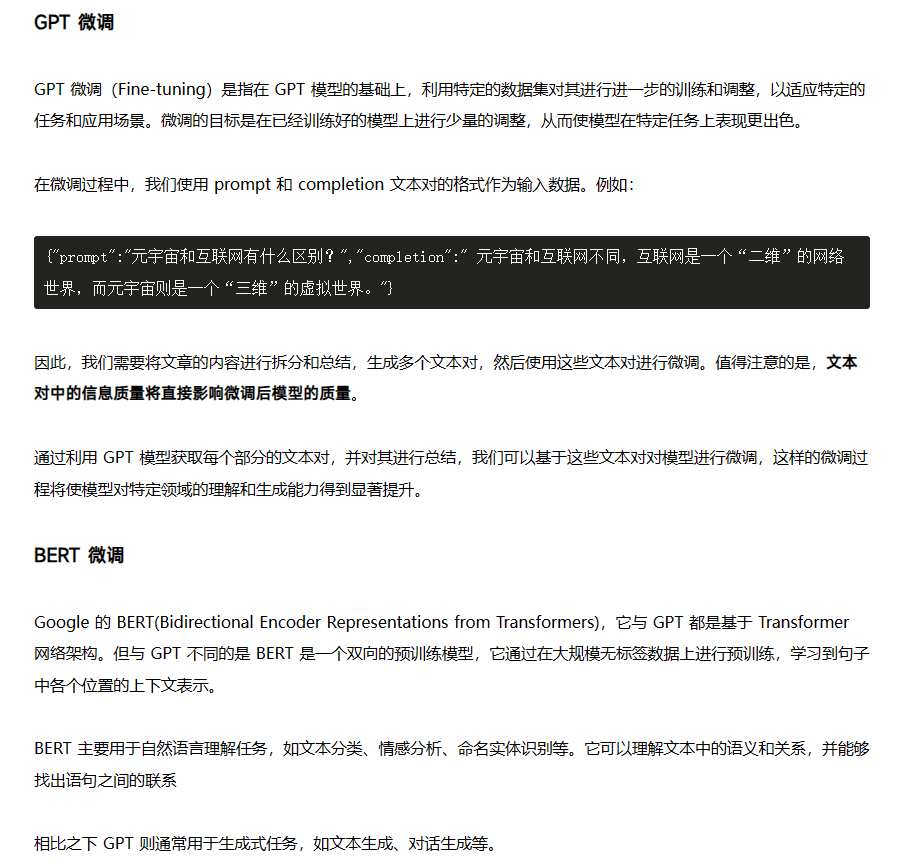 GPT 微调
GPT 微调（Fine-tuning）是指在 GPT 模型的基础上，利用特定的数据集对其进行进一步的训练和调整，以适应特定的
任务和应用场景。微调的目标是在已经训练好的模型上进行少量的调整，从而使模型在特定任务上表现更出色。
在微调过程中，我们使用 prompt 和 completion 文本对的格式作为输入数据。例如：
{"prompt":"元宇宙和互联网有什么区别？","completion":" 元宇宙和互联网不同，互联网是一个“二维”的网络
世界，而元宇宙则是一个“三维”的虚拟世界。"}
因此，我们需要将文章的内容进行拆分和总结，生成多个文本对，然后使用这些文本对进行微调。值得注意的是，文本
对中的信息质量将直接影响微调后模型的质量。
通过利用 GPT 模型获取每个部分的文本对，并对其进行总结，我们可以基于这些文本对对模型进行微调，这样的微调过
程将使模型对特定领域的理解和生成能力得到显著提升。
BERT 微调
Google 的 BERT(Bidirectional Encoder Representations from Transformers)，它与 GPT 都是基于 Transformer
网络架构。但与 GPT 不同的是 BERT 是一个双向的预训练模型，它通过在大规模无标签数据上进行预训练，学习到句子
中各个位置的上下文表示。
BERT 主要用于自然语言理解任务，如文本分类、情感分析、命名实体识别等。它可以理解文本中的语义和关系，并能够
找出语句之间的联系
相比之下 GPT 则通常用于生成式任务，如文本生成、对话生成等。